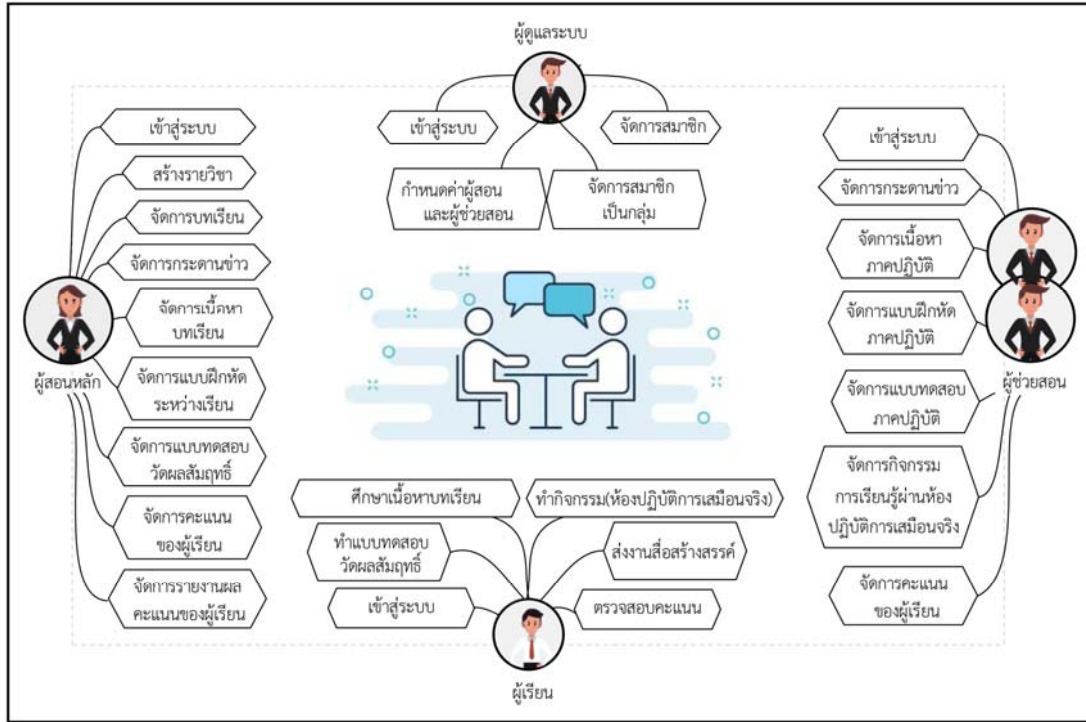 ผู้ดูแลระบบ
เข้าสู่ระบบ
จัดการสมาชิก
กำหนดค่าผู้สอน
และผู้ช่วยสอน
จัดการสมาชิก
เป็นกลุ่ม
เข้าสู่ระบบ
สร้างรายวิชา
จัดการบทเรียน
จัดการกระดานข่าว
จัดการเนื้อหา
บทเรียน
ผู้สอนหลัก
จัดการแบบฝึกหัด
ระหว่างเรียน
จัดการแบบทดสอบ
วัดผลสัมฤทธิ์
จัดการคะแนน
ของผู้เรียน
จัดการรายงานผล
คะแนนของผู้เรียน
เข้าสู่ระบบ
จัดการกระดานข่าว
จัดการเนื้อหา
ภาคปฏิบัติ
จัดการแบบฝึกหัด
ภาคปฏิบัติ
ผู้ช่วยสอน
จัดการแบบทดสอบ
ภาคปฏิบัติ
จัดการกิจกรรม
การเรียนรู้ผ่านห้อง
ปฏิบัติการเสมือนจริง
จัดการคะแนน
ของผู้เรียน
ศึกษาเนื้อหาบทเรียน
ทำกิจกรรม(ห้องปฏิบัติการเสมือนจริง)
ทำแบบทดสอบ
วัดผลสัมฤทธิ์
ส่งงานสื่อสร้างสรรค์
เข้าสู่ระบบ
ตรวจสอบคะแนน
ผู้เรียน